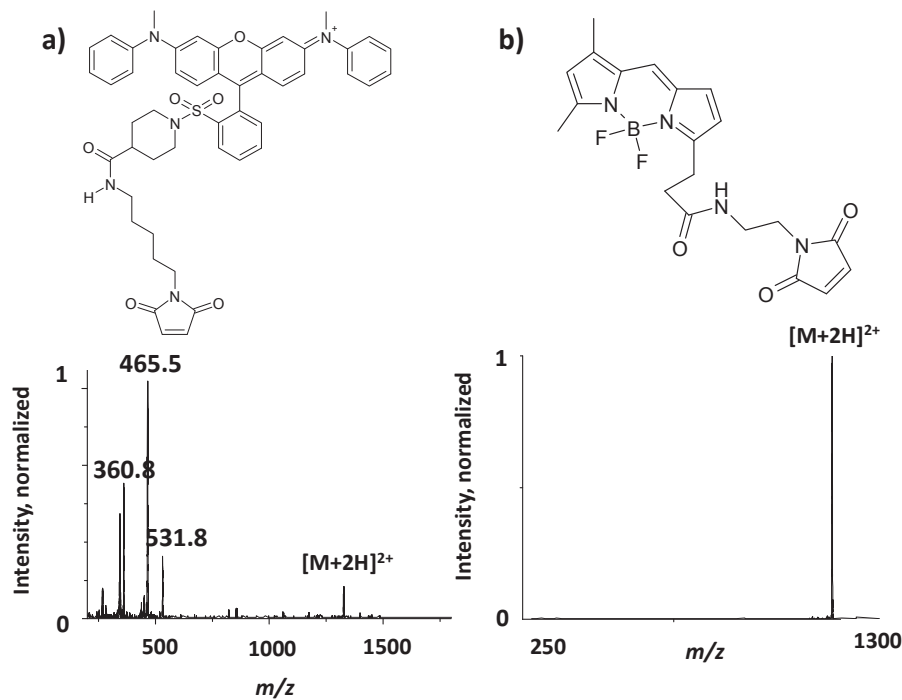 a)
N
O
N
+
O
O
S
N
O
N
H
N
O
O
465.5
1
360.8
531.8
[M+2H]²⁺
0
500
1000
1500
Intensity, normalized
m/z
b)
N
N
B
F
F
H
N
O
O
N
O
[M+2H]²⁺
1
0
250
1300
Intensity, normalized
m/z